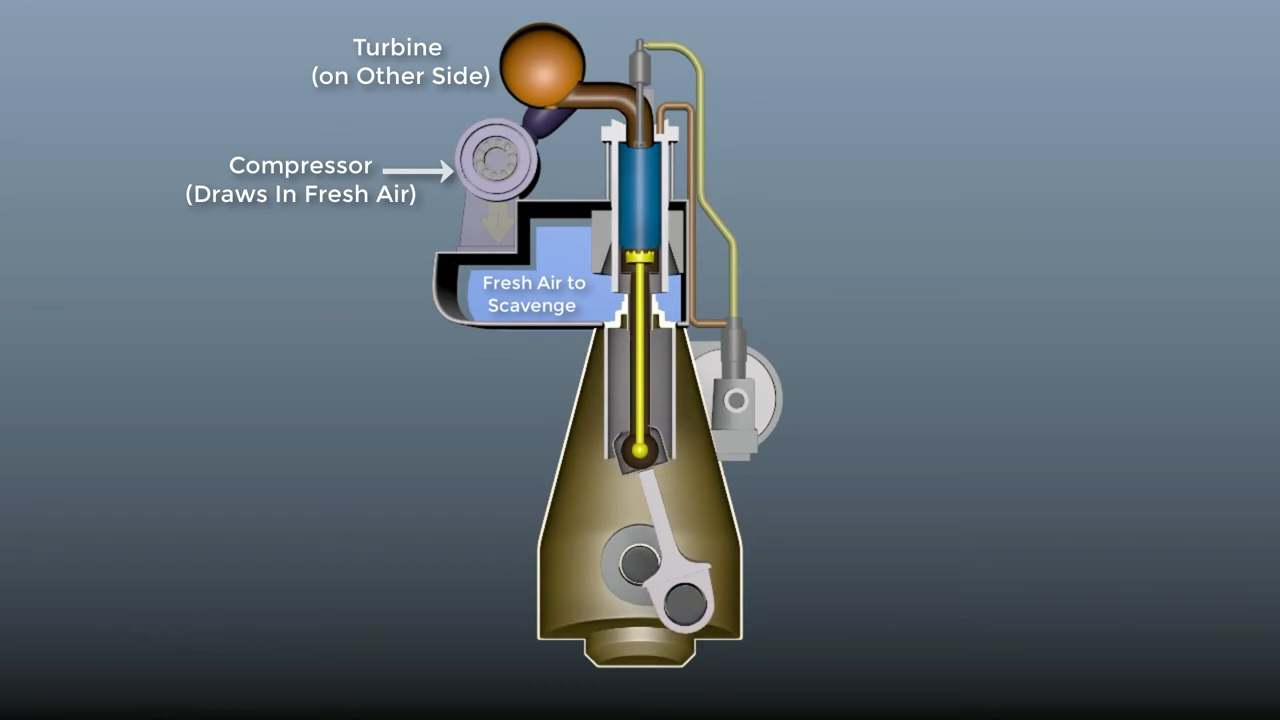 Turbine
(on Other Side)
Compressor
(Draws In Fresh Air)
Fresh Air to
Scavenge